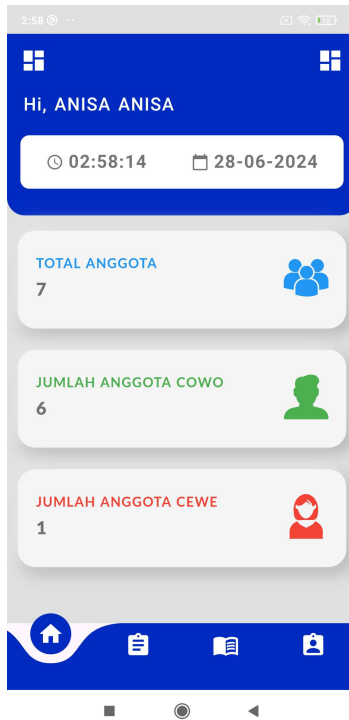 2:58
Hi, ANISA ANISA
02:58:14 28-06-2024
TOTAL ANGGOTA
7
JUMLAH ANGGOTA COWO
6
JUMLAH ANGGOTA CEWE
1